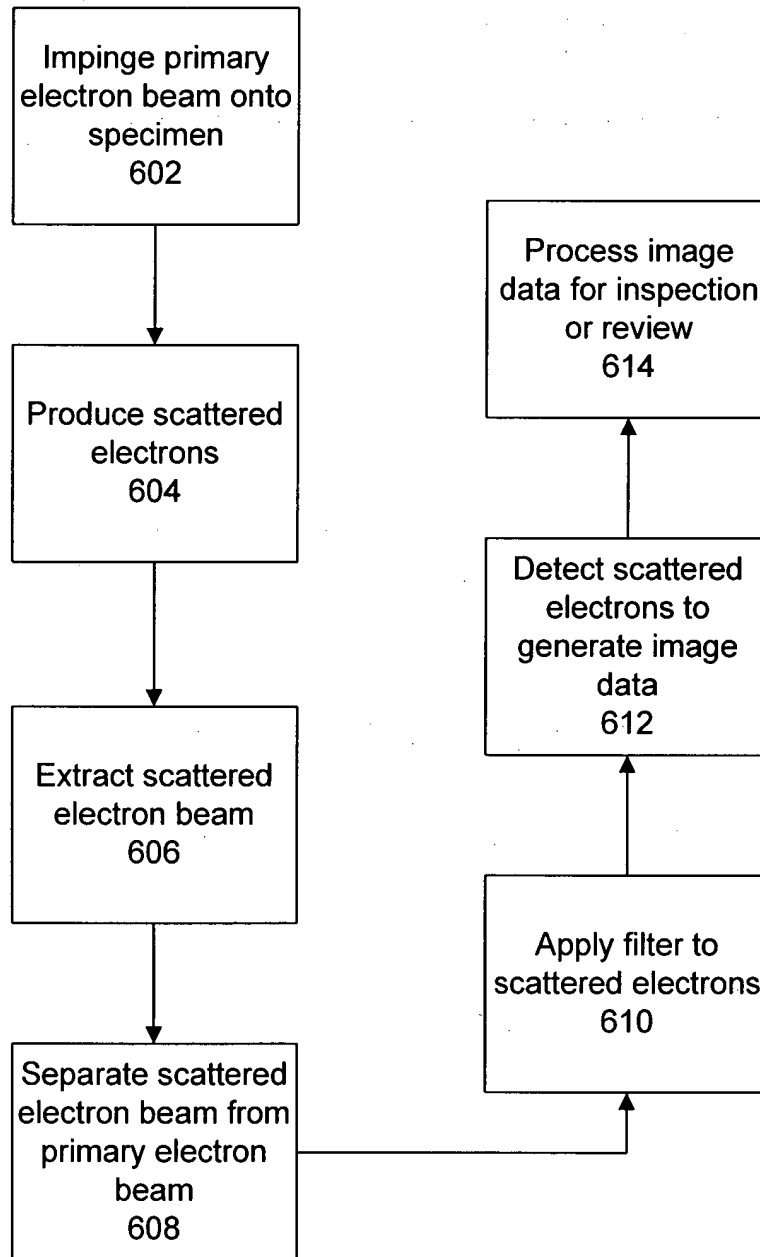 Impinge primary
electron beam onto
specimen
602
Produce scattered
electrons
604
Extract scattered
electron beam
606
Separate scattered
electron beam from
primary electron
beam
608
Apply filter to
scattered electrons
610
Detect scattered
electrons to
generate image
data
612
Process image
data for inspection
or review
614